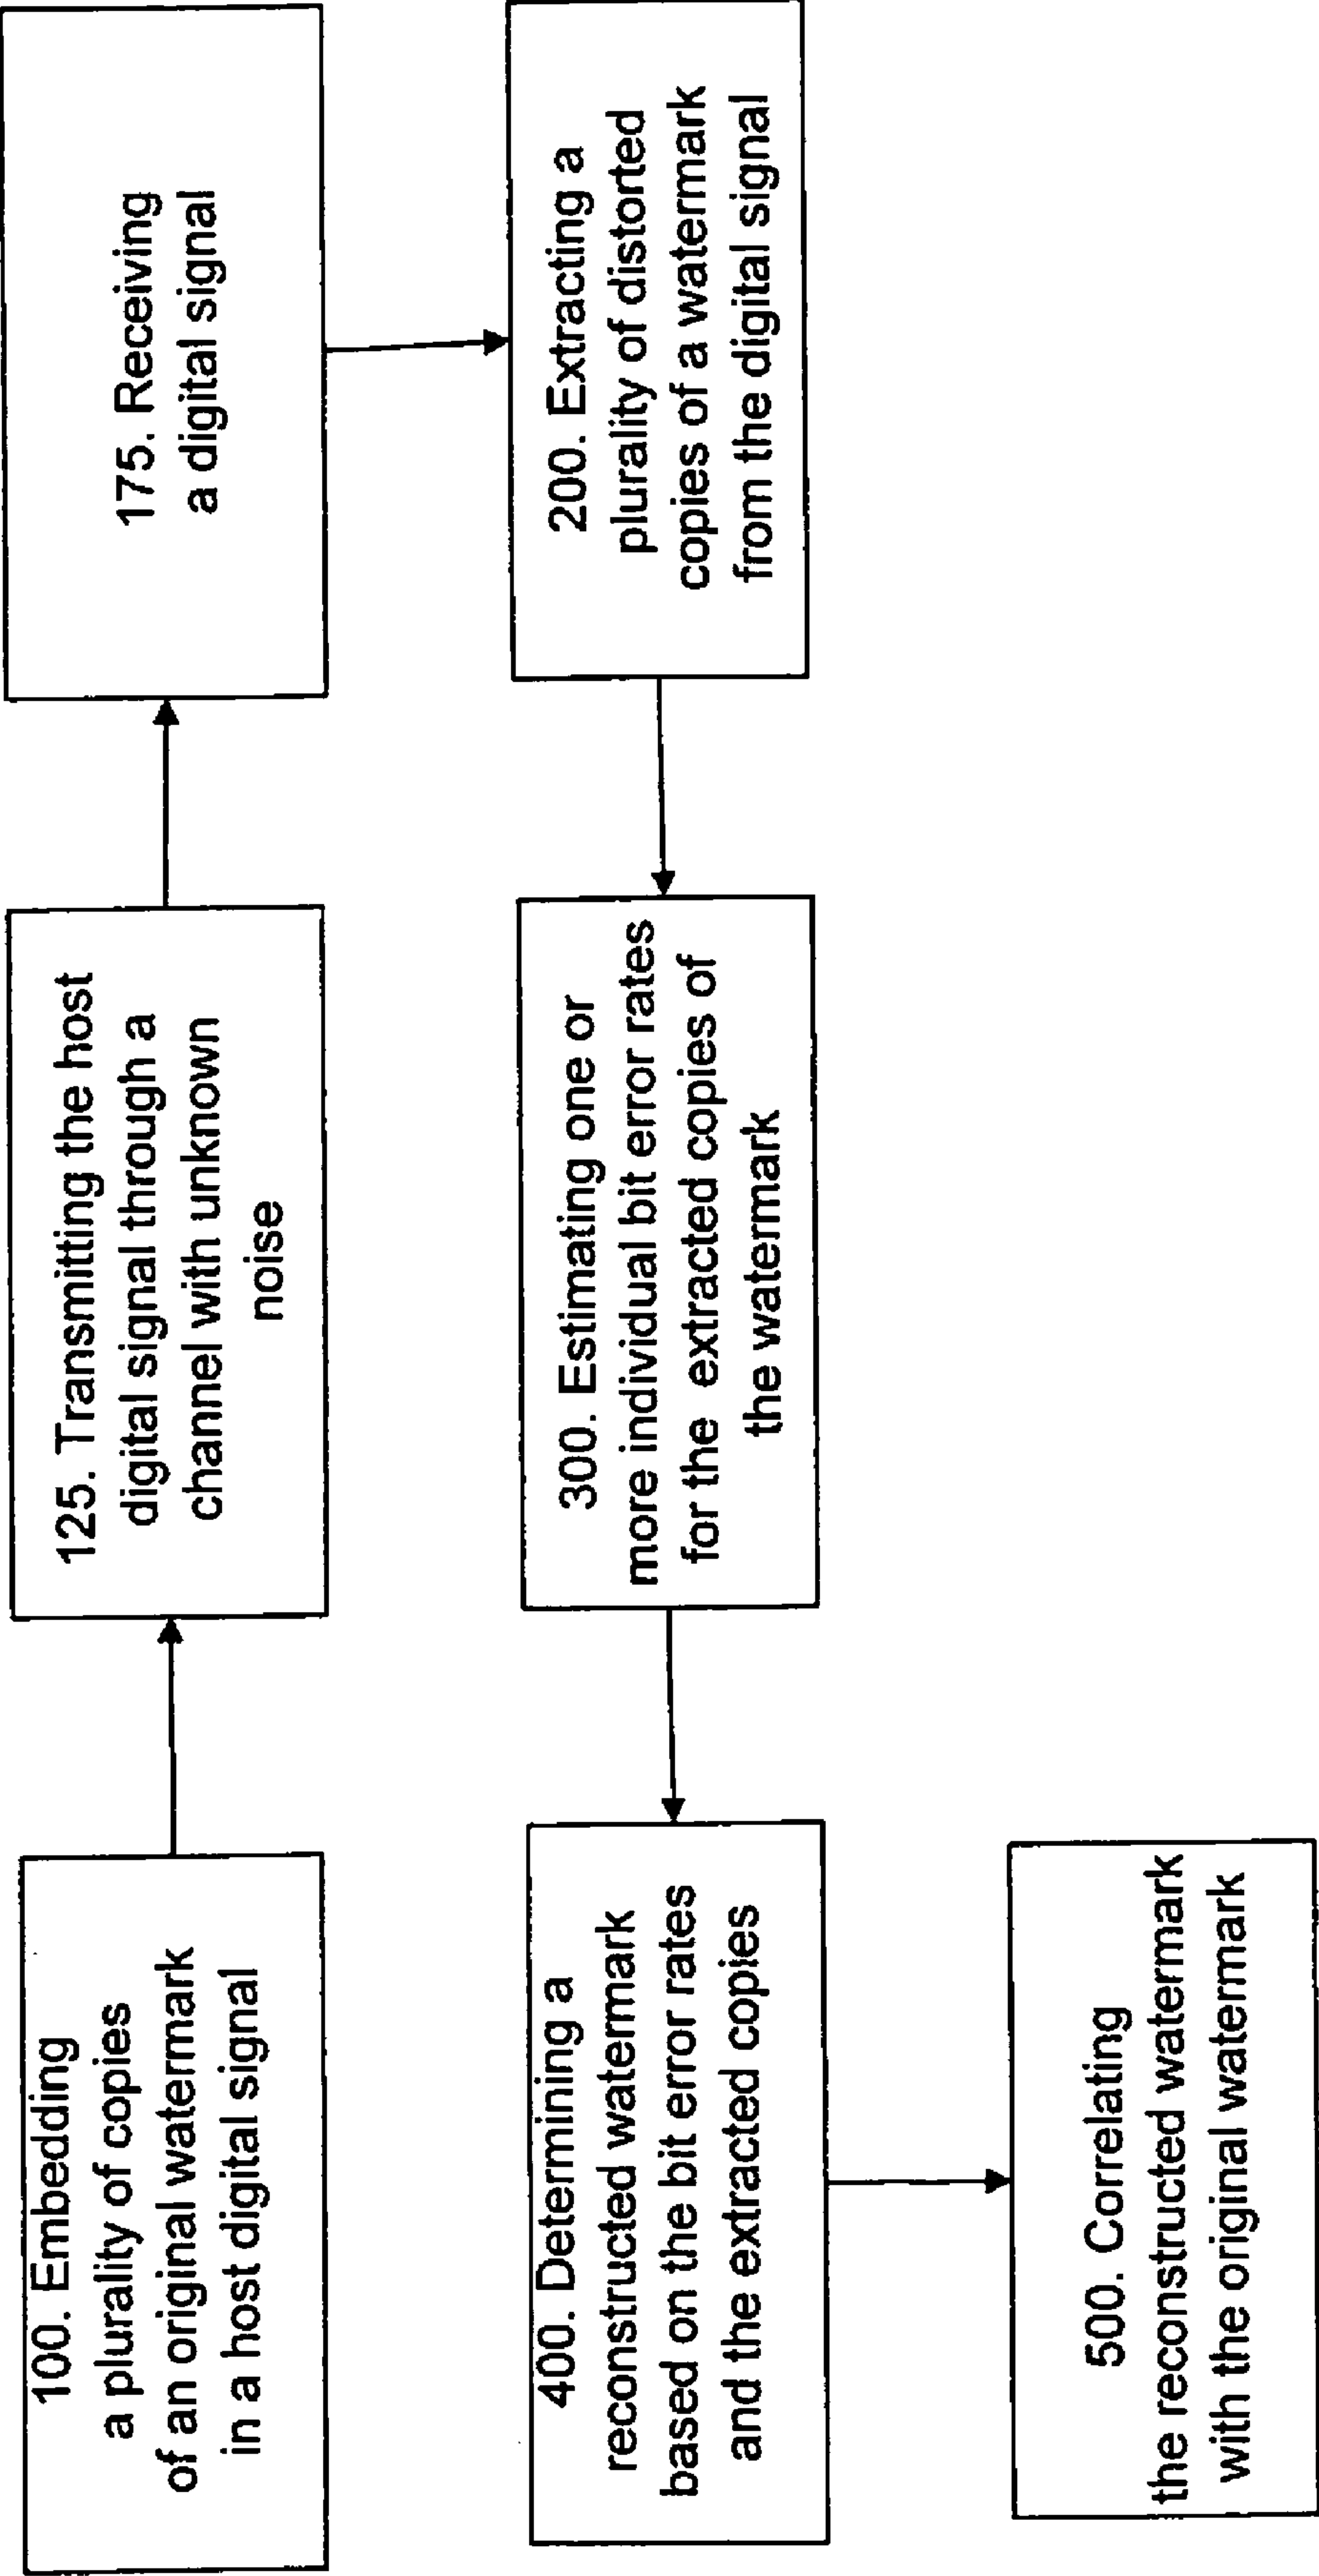 100. Embedding
a plurality of copies
of an original watermark
in a host digital signal
125. Transmitting the host
digital signal through a
channel with unknown
noise
175. Receiving
a digital signal
200. Extracting a
plurality of distorted
copies of a watermark
from the digital signal
300. Estimating one or
more individual bit error rates
for the extracted copies of
the watermark
400. Determining a
reconstructed watermark
based on the bit error rates
and the extracted copies
500. Correlating
the reconstructed watermark
with the original watermark